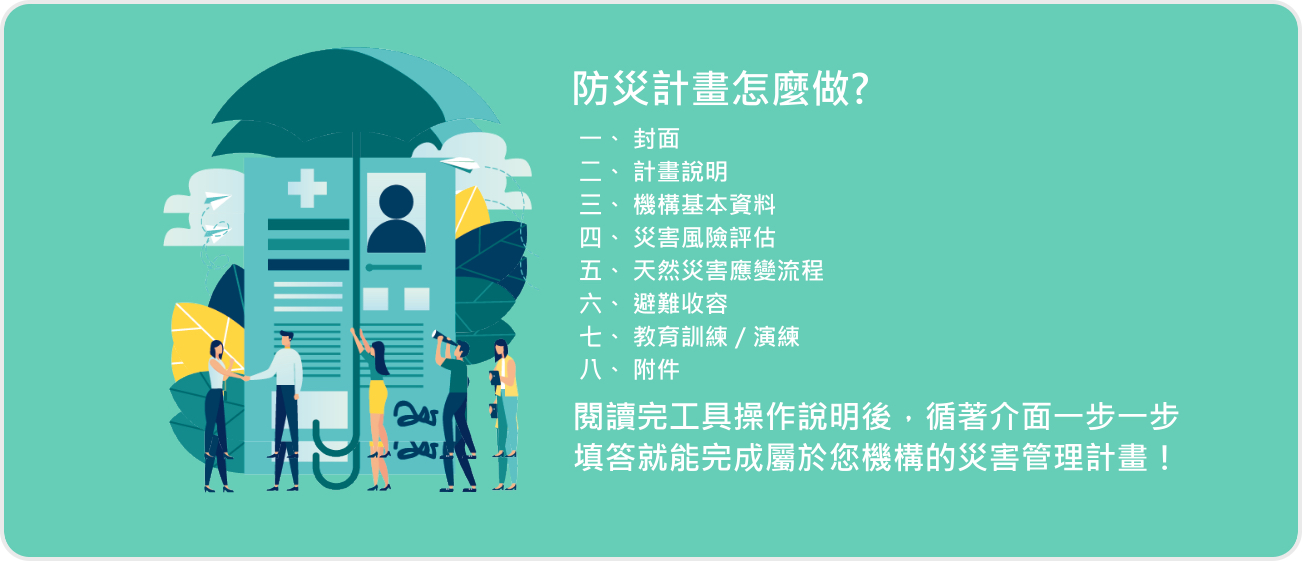 防災計畫怎麼做?
一、 封面
二、 計畫說明
三、 機構基本資料
四、 災害風險評估
五、 天然災害應變流程
六、 避難收容
七、 教育訓練 / 演練
八、 附件
閱讀完工具操作說明後，循著介面一步一步
填答就能完成屬於您機構的災害管理計畫！